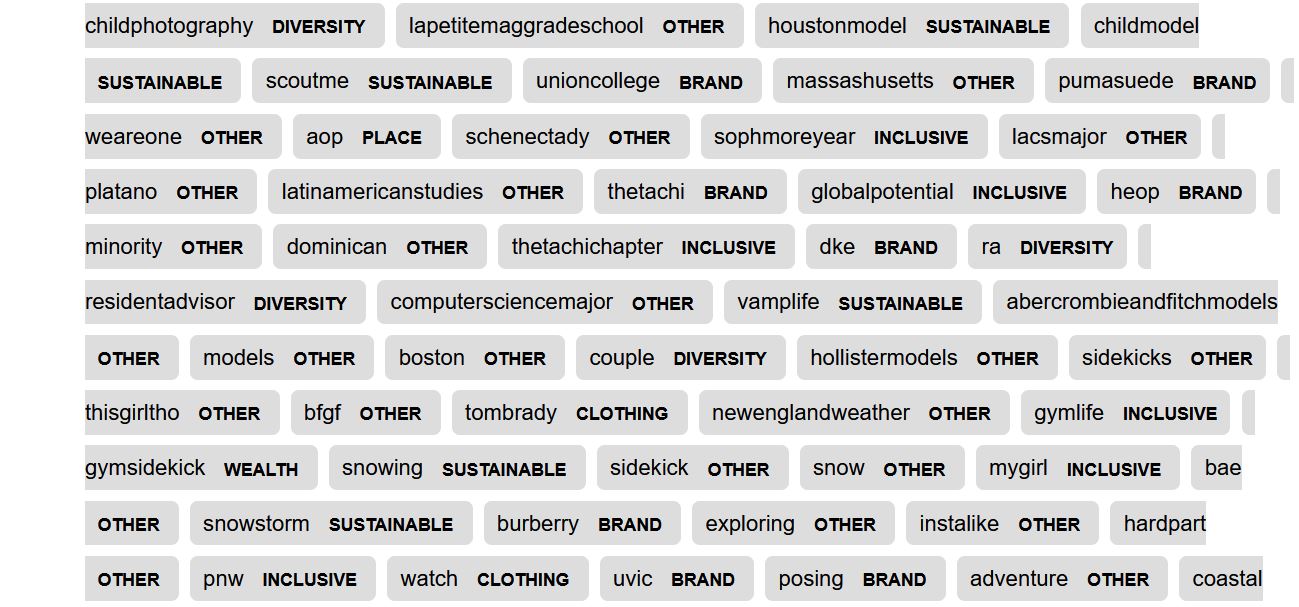 childphotography DIVERSITY lapetitemaggradeschool OTHER houstonmodel SUSTAINABLE childmodel
SUSTAINABLE scoutme SUSTAINABLE unioncollege BRAND massashusetts OTHER pumasuede BRAND
weareone OTHER aop PLACE schenectady OTHER sophmoreyear INCLUSIVE lacsmajor OTHER
platano OTHER latinamericanstudies OTHER thetachi BRAND globalpotential INCLUSIVE heop BRAND
minority OTHER dominican OTHER thetachichapter INCLUSIVE dke BRAND ra DIVERSITY
residentadvisor DIVERSITY computersciencemajor OTHER vamplife SUSTAINABLE abercrombieandfitchmodels
OTHER models OTHER boston OTHER couple DIVERSITY hollistermodels OTHER sidekicks OTHER
thisgirltho OTHER bfgf OTHER tombrady CLOTHING newenglandweather OTHER gymlife INCLUSIVE
gymsidekick WEALTH snowing SUSTAINABLE sidekick OTHER snow OTHER mygirl INCLUSIVE bae
OTHER snowstorm SUSTAINABLE burberry BRAND exploring OTHER instalike OTHER hardpart
OTHER pnw INCLUSIVE watch CLOTHING uvic BRAND posing BRAND adventure OTHER coastal